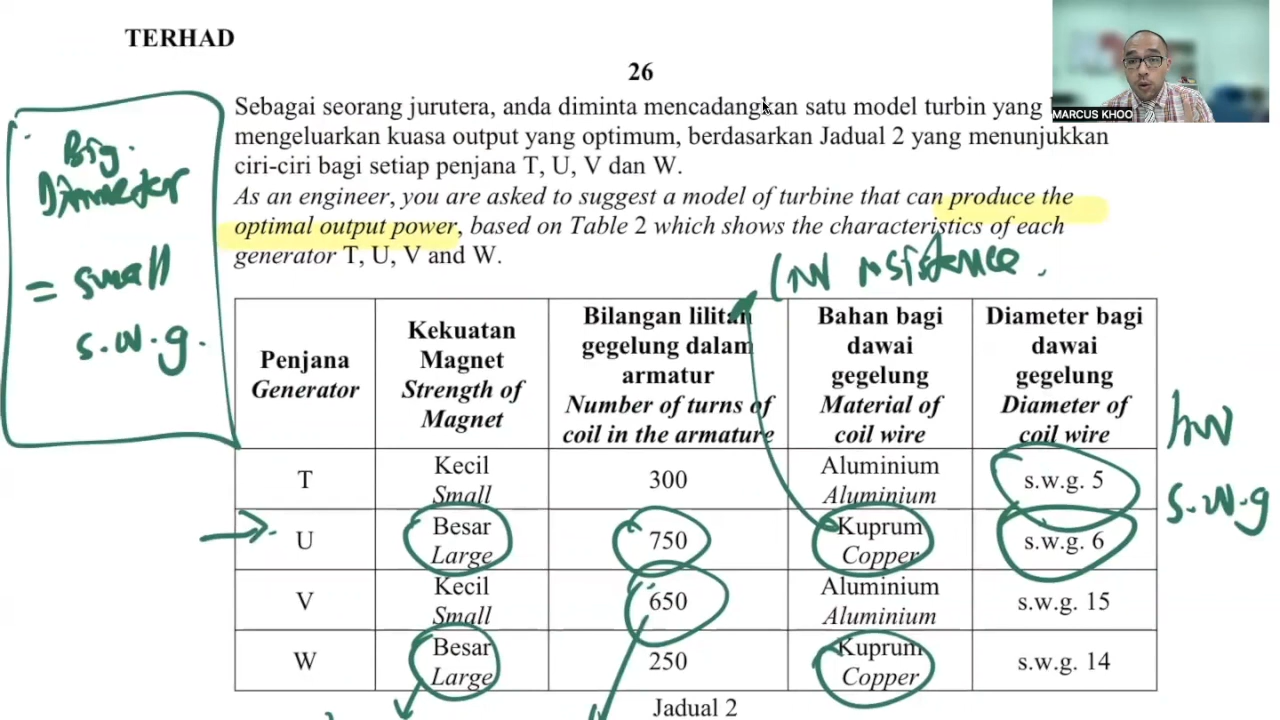 TERHAD
26
MARCUS KHOO
Sebagai seorang jurutera, anda diminta mencadangkan satu model turbin yang
mengeluarkan kuasa output yang optimum, berdasarkan Jadual 2 yang menunjukkan
ciri-ciri bagi setiap penjana T, U, V dan W.
As an engineer, you are asked to suggest a model of turbine that can produce the
optimal output power, based on Table 2 which shows the characteristics of each
generator T, U, V and W.
Big
Diameter
= small
s.w.g.
low resistance.
Penjana
Generator
Kekuatan
Magnet
Strength of
Magnet
Bilangan lilitan
gegelung dalam
armatur
Number of turns of
coil in the armature
Bahan bagi
dawai
gegelung
Material of
coil wire
Diameter bagi
dawai
gegelung
Diameter of
coil wire
low
s.w.g
T
Kecil
Small
300
Aluminium
Aluminium
s.w.g. 5
U
Besar
Large
750
Kuprum
Copper
s.w.g. 6
V
Kecil
Small
650
Aluminium
Aluminium
s.w.g. 15
W
Besar
Large
250
Kuprum
Copper
s.w.g. 14
Jadual 2